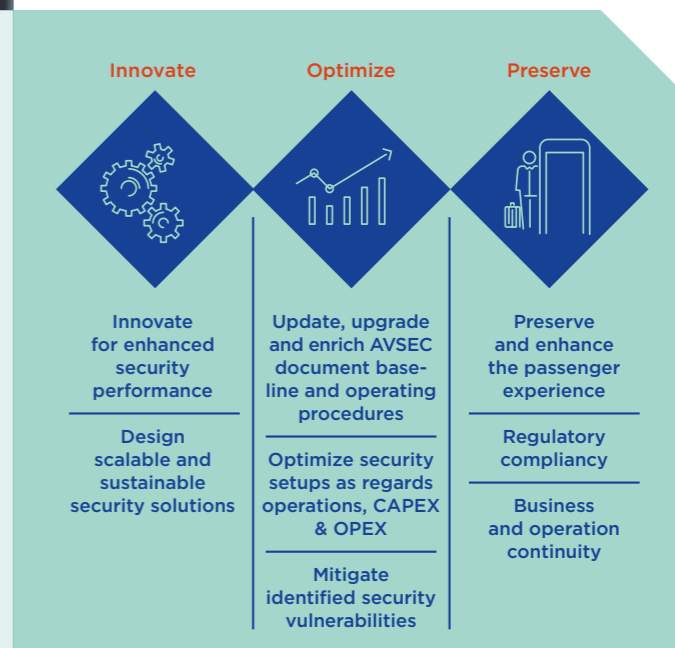 Innovate
Optimize
Preserve
Innovate
for enhanced
security
performance
Design
scalable and
sustainable
security solutions
Update, upgrade
and enrich AVSEC
document base-
line and operating
procedures
Optimize security
setups as regards
operations, CAPEX
& OPEX
Mitigate
identified security
vulnerabilities
Preserve
and enhance
the passenger
experience
Regulatory
compliancy
Business
and operation
continuity